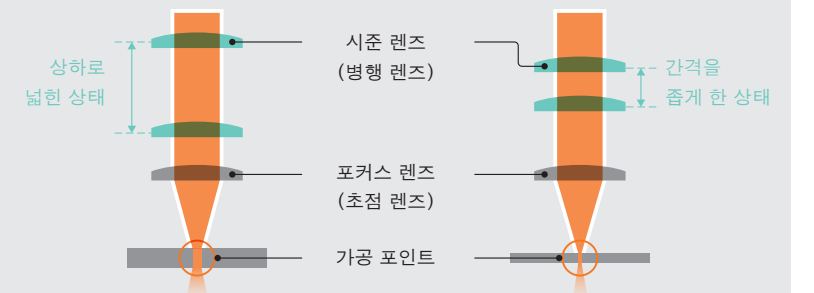 상하로
넓힌 상태
시준 렌즈
(병행 렌즈)
간격을
좁게 한 상태
포커스 렌즈
(초점 렌즈)
가공 포인트